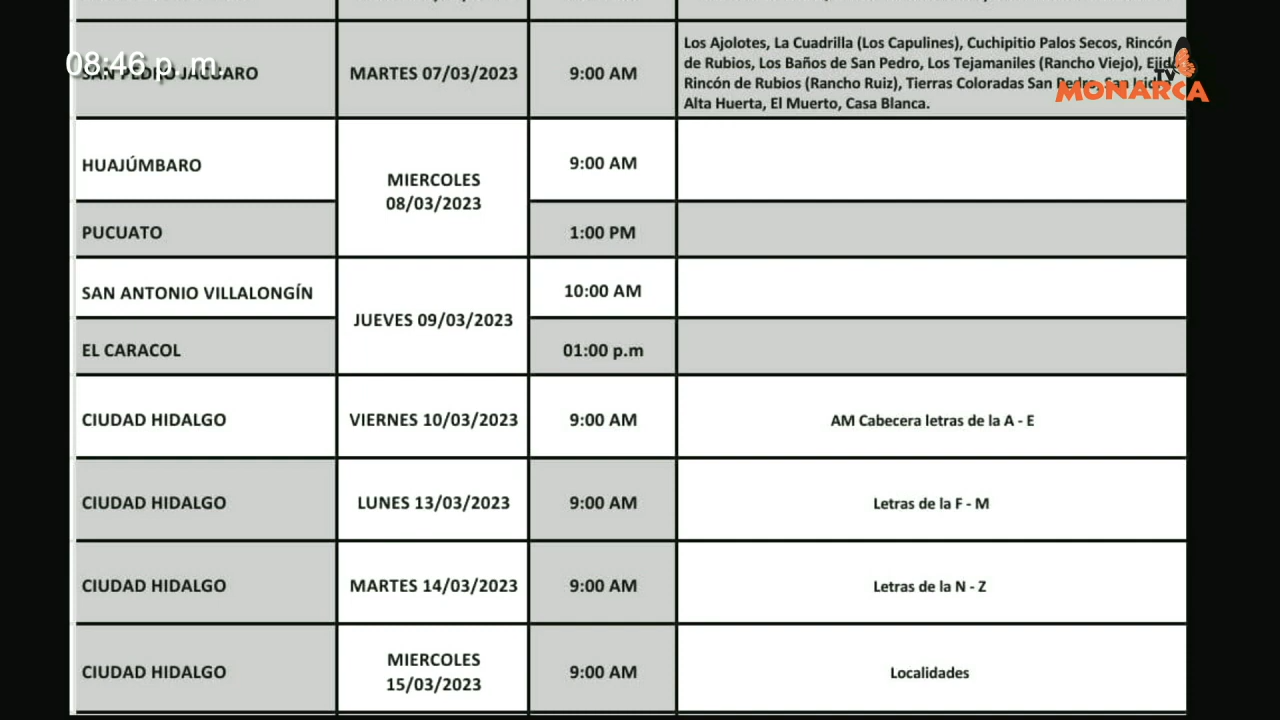 08:46 p. m.
SAN PEDRO JACUARO
MARTES 07/03/2023
9:00 AM
Los Ajolotes, La Cuadrilla (Los Capulines), Cuchipitio Palos Secos, Rincón
de Rubios, Los Baños de San Pedro, Los Tejamaniles (Rancho Viejo), Ejido
Rincón de Rubios (Rancho Ruiz), Tierras Coloradas San Pedro, San Isidro
Alta Huerta, El Muerto, Casa Blanca.
TV
MONARCA
HUAJÚMBARO
MIERCOLES
08/03/2023
9:00 AM
PUCUATO
1:00 PM
SAN ANTONIO VILLALONGÍN
JUEVES 09/03/2023
10:00 AM
EL CARACOL
01:00 p.m
CIUDAD HIDALGO
VIERNES 10/03/2023
9:00 AM
AM Cabecera letras de la A - E
CIUDAD HIDALGO
LUNES 13/03/2023
9:00 AM
Letras de la F - M
CIUDAD HIDALGO
MARTES 14/03/2023
9:00 AM
Letras de la N - Z
CIUDAD HIDALGO
MIERCOLES
15/03/2023
9:00 AM
Localidades